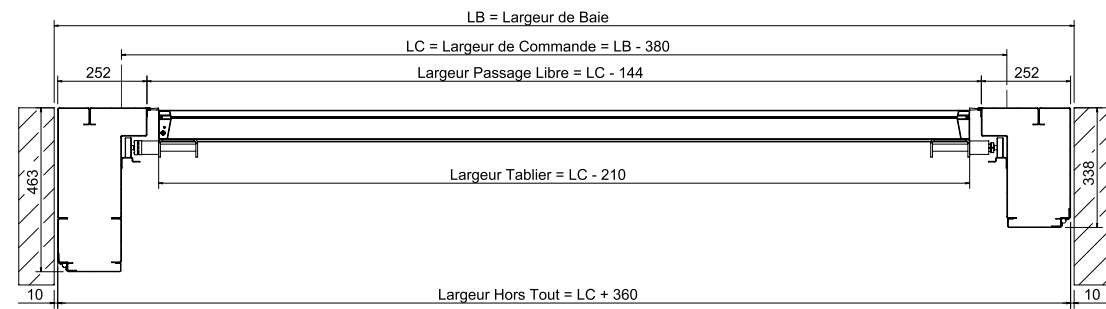 LB = Largeur de Baie
LC = Largeur de Commande = LB - 380
252
Largeur Passage Libre = LC - 144
252
463
338
Largeur Tablier = LC - 210
10
Largeur Hors Tout = LC + 360
10